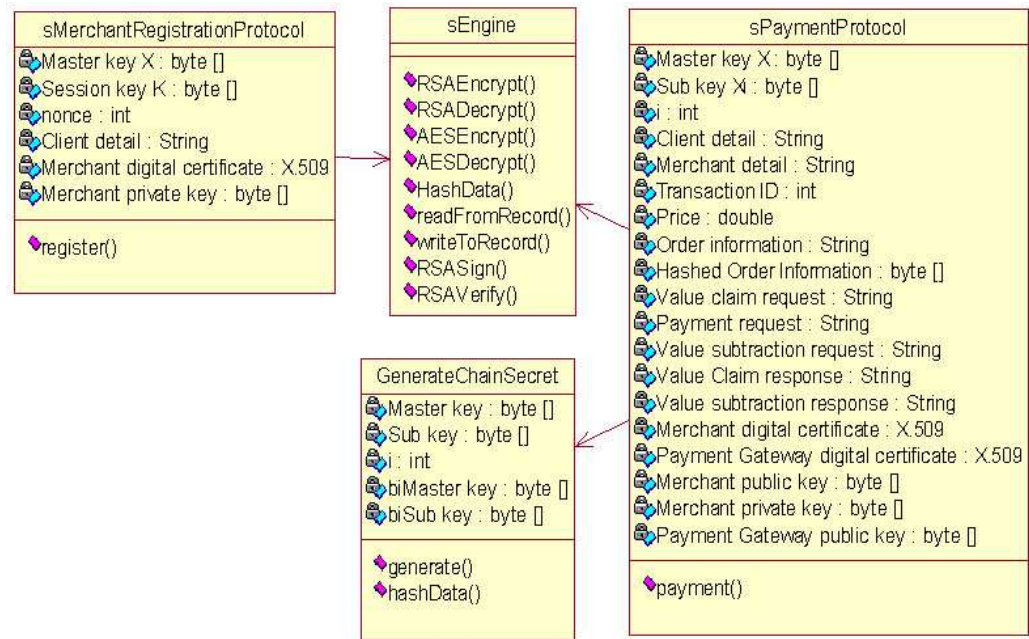 sMerchantRegistrationProtocol
Master key X : byte []
Session key K : byte []
nonce : int
Client detail : String
Merchant digital certificate : X.509
Merchant private key : byte []
register()
sEngine
RSAEncrypt()
RSADecrypt()
AESEncrypt()
AESDecrypt()
HashData()
readFromRecord()
writeToRecord()
RSASign()
RSAVerify()
GenerateChainSecret
Master key : byte []
Sub key : byte []
i : int
biMaster key : byte []
biSub key : byte []
generate()
hashData()
sPaymentProtocol
Master key X : byte []
Sub key Xi : byte []
i : int
Client detail : String
Merchant detail : String
Transaction ID : int
Price : double
Order information : String
Hashed Order Information : byte []
Value claim request : String
Payment request : String
Value subtraction request : String
Value Claim response : String
Value subtraction response : String
Merchant digital certificate : X.509
Payment Gateway digital certificate : X.509
Merchant public key : byte []
Merchant private key : byte []
Payment Gateway public key : byte []
payment()